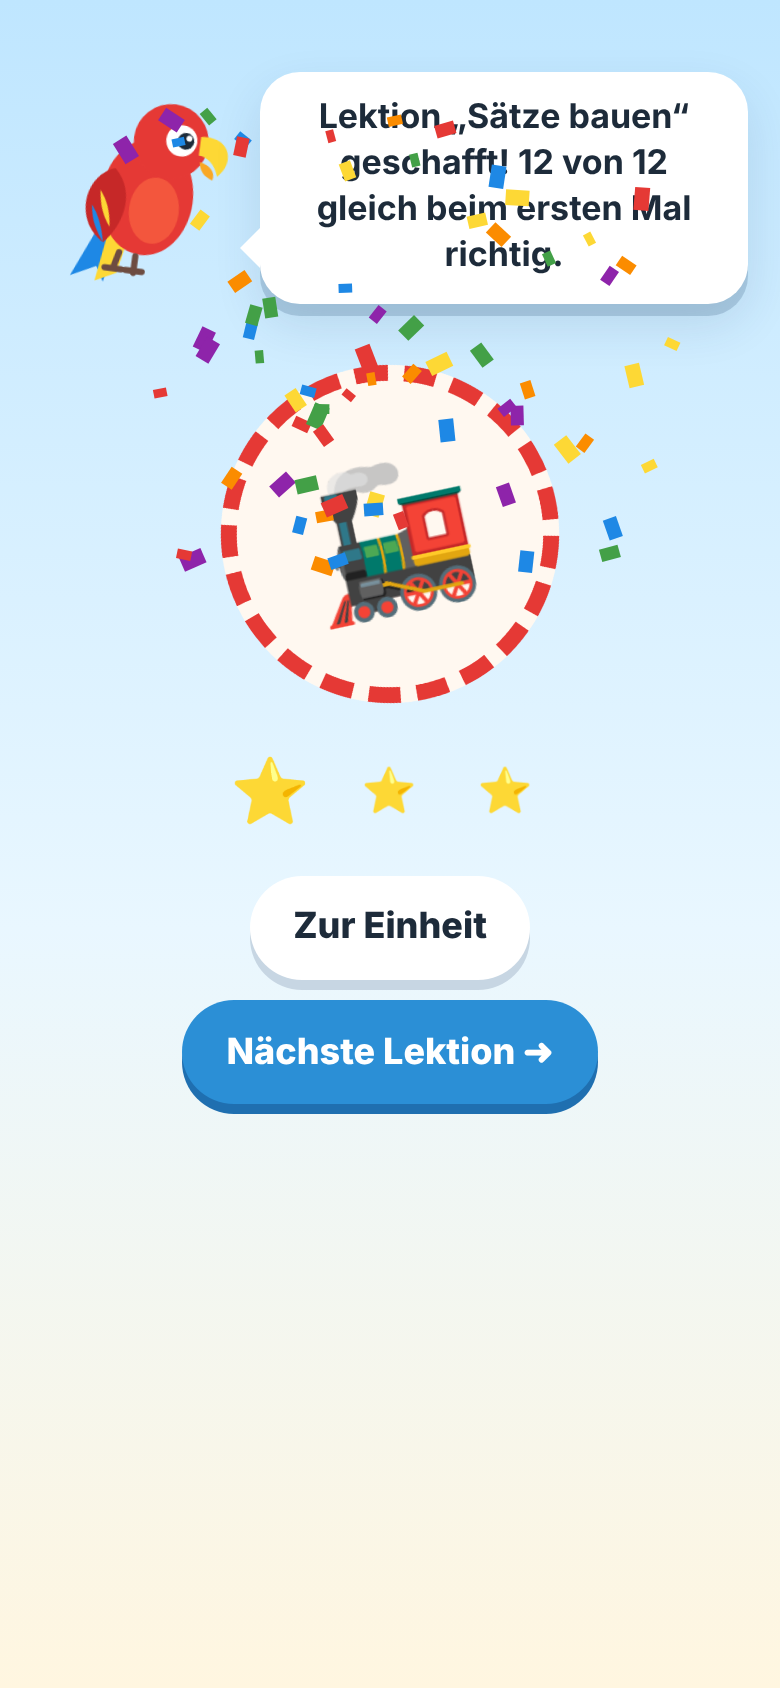 Lektion „Sätze bauen“
geschafft! 12 von 12
gleich beim ersten Mal
richtig.
Zur Einheit
Nächste Lektion ➜